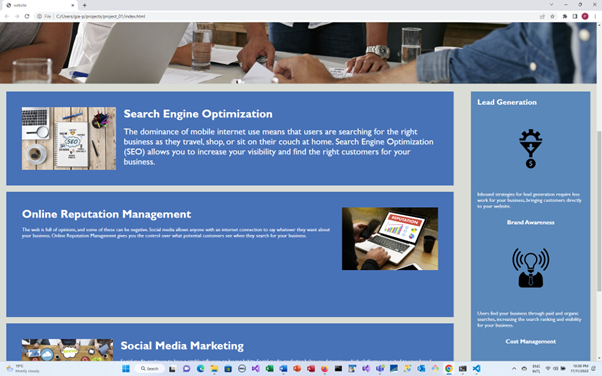 website
File
C:/Users/gia-p/projects/project_01/index.html
Search Engine Optimization
The dominance of mobile internet use means that users are searching for the right
business as they travel, shop, or sit on their couch at home. Search Engine Optimization
(SEO) allows you to increase your visibility and find the right customers for your
business.
SEO
Online Reputation Management
The web is full of opinions, and some of these can be negative. Social media allows anyone with an internet connection to say whatever they want about
your business. Online Reputation Management gives you the control over what potential customers see when they search for your business.
REPUTATION
Social Media Marketing
Lead Generation
$
Inbound strategies for lead generation require less
work for your business, bringing customers directly
to your website.
Brand Awareness
Users find your business through paid and organic
searches, increasing the search ranking and visibility
for your business.
Cost Management
Mostly cloudy
Search
ENG
INTL